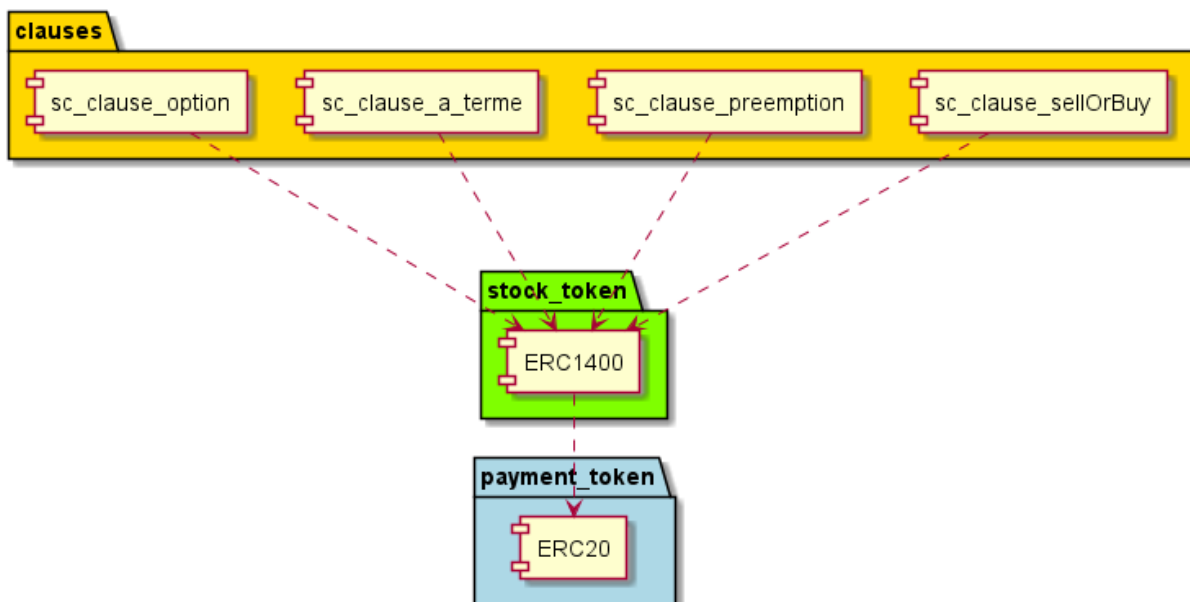 clauses
sc_clause_option
sc_clause_a_terme
sc_clause_preemption
sc_clause_sellOrBuy
stock_token
ERC1400
payment_token
ERC20